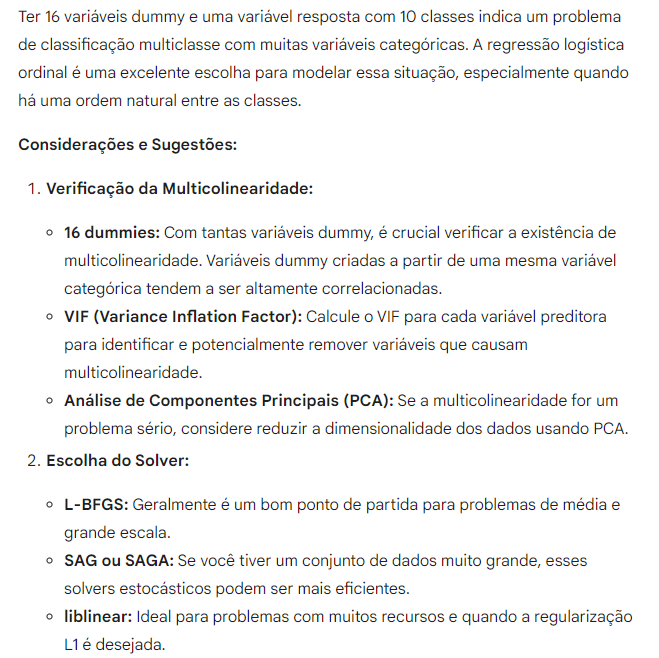 Ter 16 variáveis dummy e uma variável resposta com 10 classes indica um problema
de classificação multiclasse com muitas variáveis categóricas. A regressão logística
ordinal é uma excelente escolha para modelar essa situação, especialmente quando
há uma ordem natural entre as classes.
Considerações e Sugestões:
1. Verificação da Multicolinearidade:
○ 16 dummies: Com tantas variáveis dummy, é crucial verificar a existência de
multicolinearidade. Variáveis dummy criadas a partir de uma mesma variável
categórica tendem a ser altamente correlacionadas.
○ VIF (Variance Inflation Factor): Calcule o VIF para cada variável preditora
para identificar e potencialmente remover variáveis que causam
multicolinearidade.
○ Análise de Componentes Principais (PCA): Se a multicolinearidade for um
problema sério, considere reduzir a dimensionalidade dos dados usando PCA.
2. Escolha do Solver:
○ L-BFGS: Geralmente é um bom ponto de partida para problemas de média e
grande escala.
○ SAG ou SAGA: Se você tiver um conjunto de dados muito grande, esses
solvers estocásticos podem ser mais eficientes.
○ liblinear: Ideal para problemas com muitos recursos e quando a regularização
L1 é desejada.